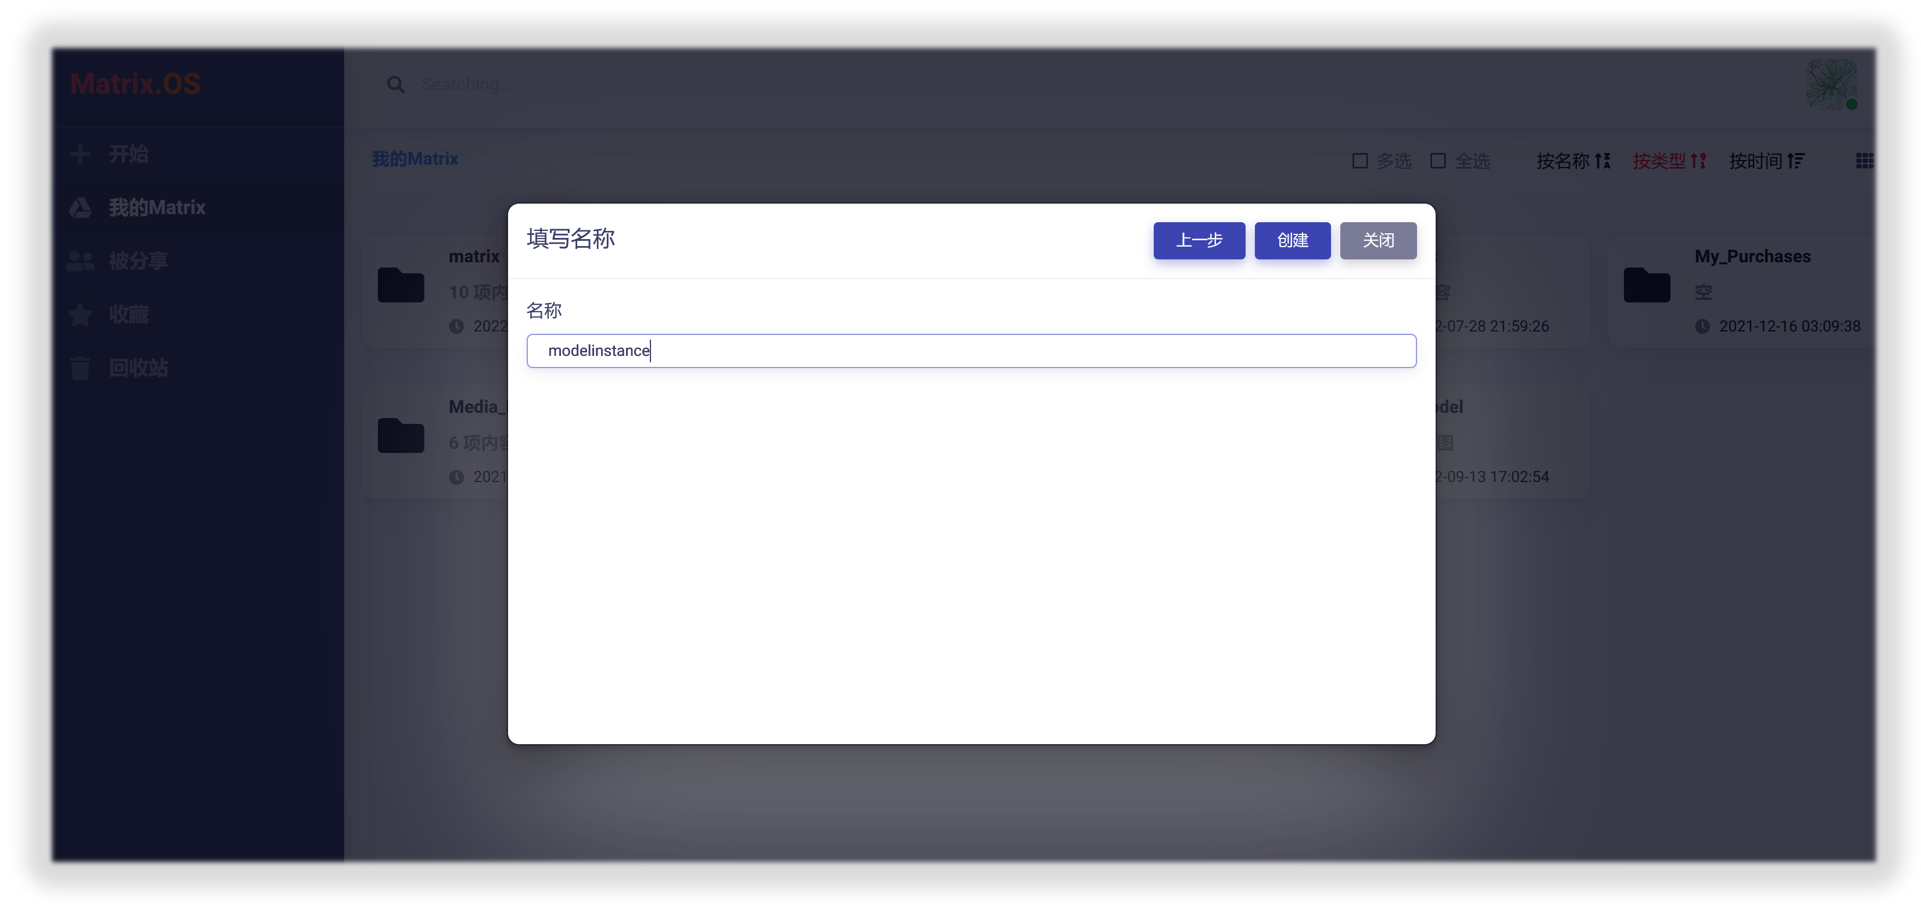 Matrix.OS
Searching...
开始
我的Matrix
被分享
收藏
回收站
我的Matrix
多选 全选 按名称 按类型 按时间
填写名称
上一步 创建 关闭
名称
modelinstance
matrix
10 项内
2022
容
2-07-28 21:59:26
My_Purchases
空
2021-12-16 03:09:38
Media_
6 项内容
2021
del
图
2-09-13 17:02:54